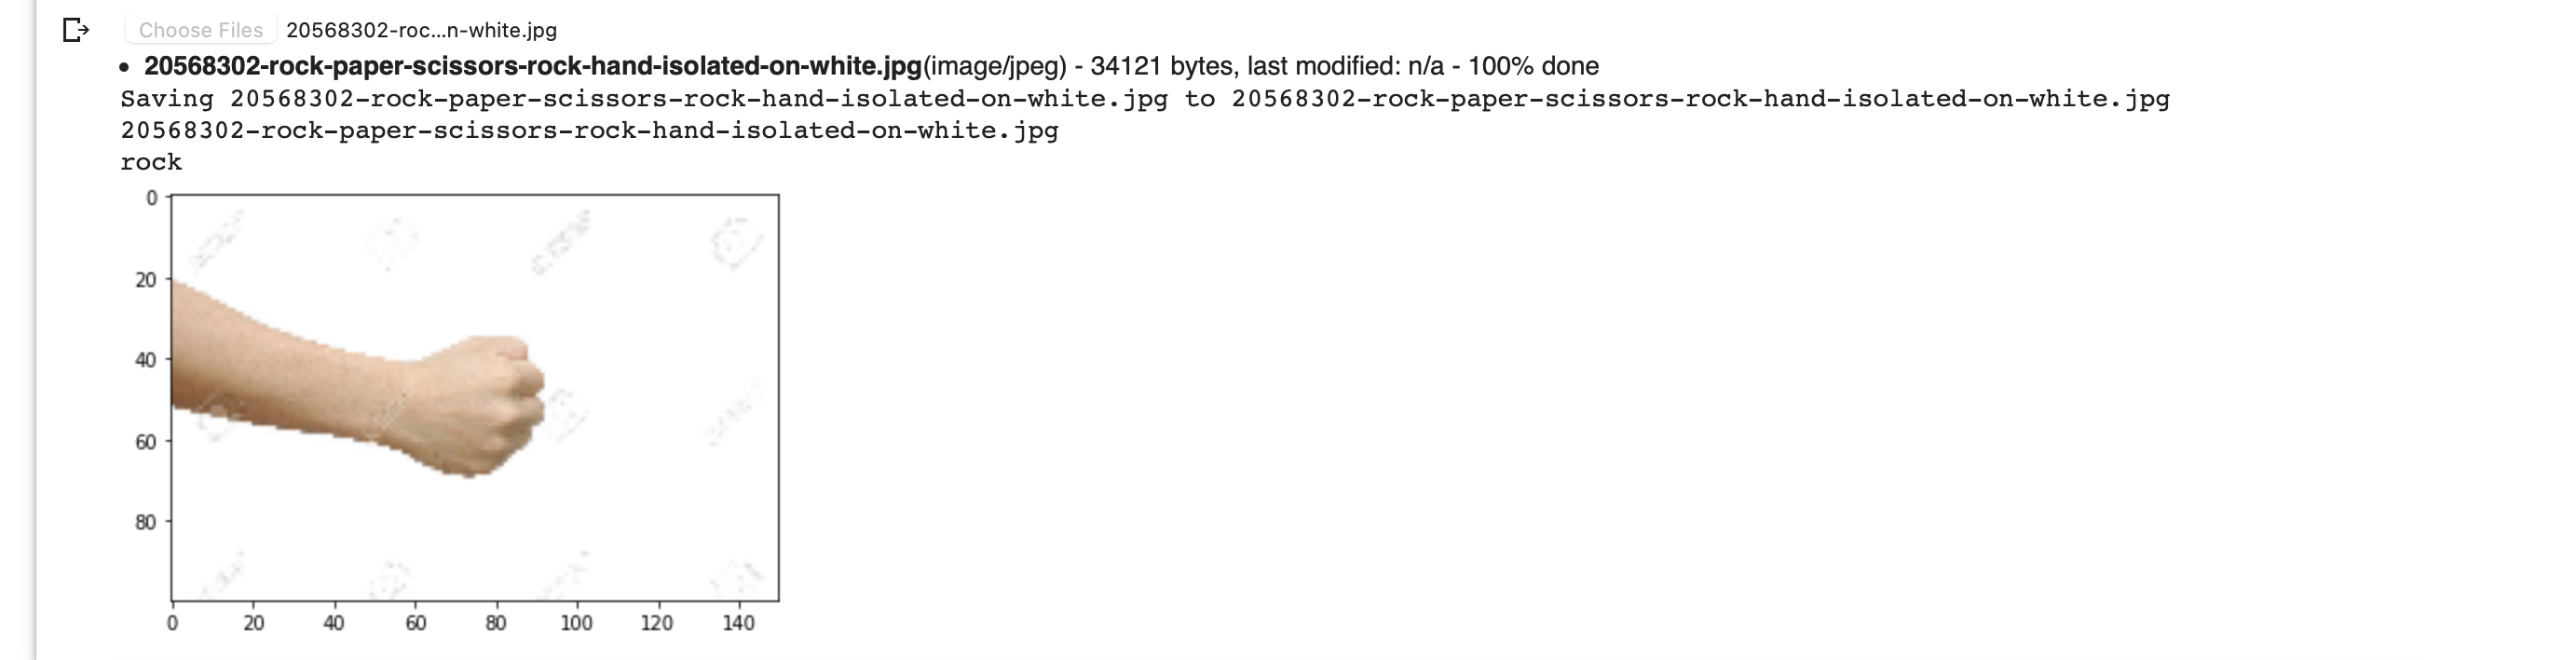 Choose Files 20568302-roc...n-white.jpg
• 20568302-rock-paper-scissors-rock-hand-isolated-on-white.jpg(image/jpeg) - 34121 bytes, last modified: n/a - 100% done
Saving 20568302-rock-paper-scissors-rock-hand-isolated-on-white.jpg to 20568302-rock-paper-scissors-rock-hand-isolated-on-white.jpg
20568302-rock-paper-scissors-rock-hand-isolated-on-white.jpg
rock
0
20
40
60
80
0 20 40 60 80 100 120 140